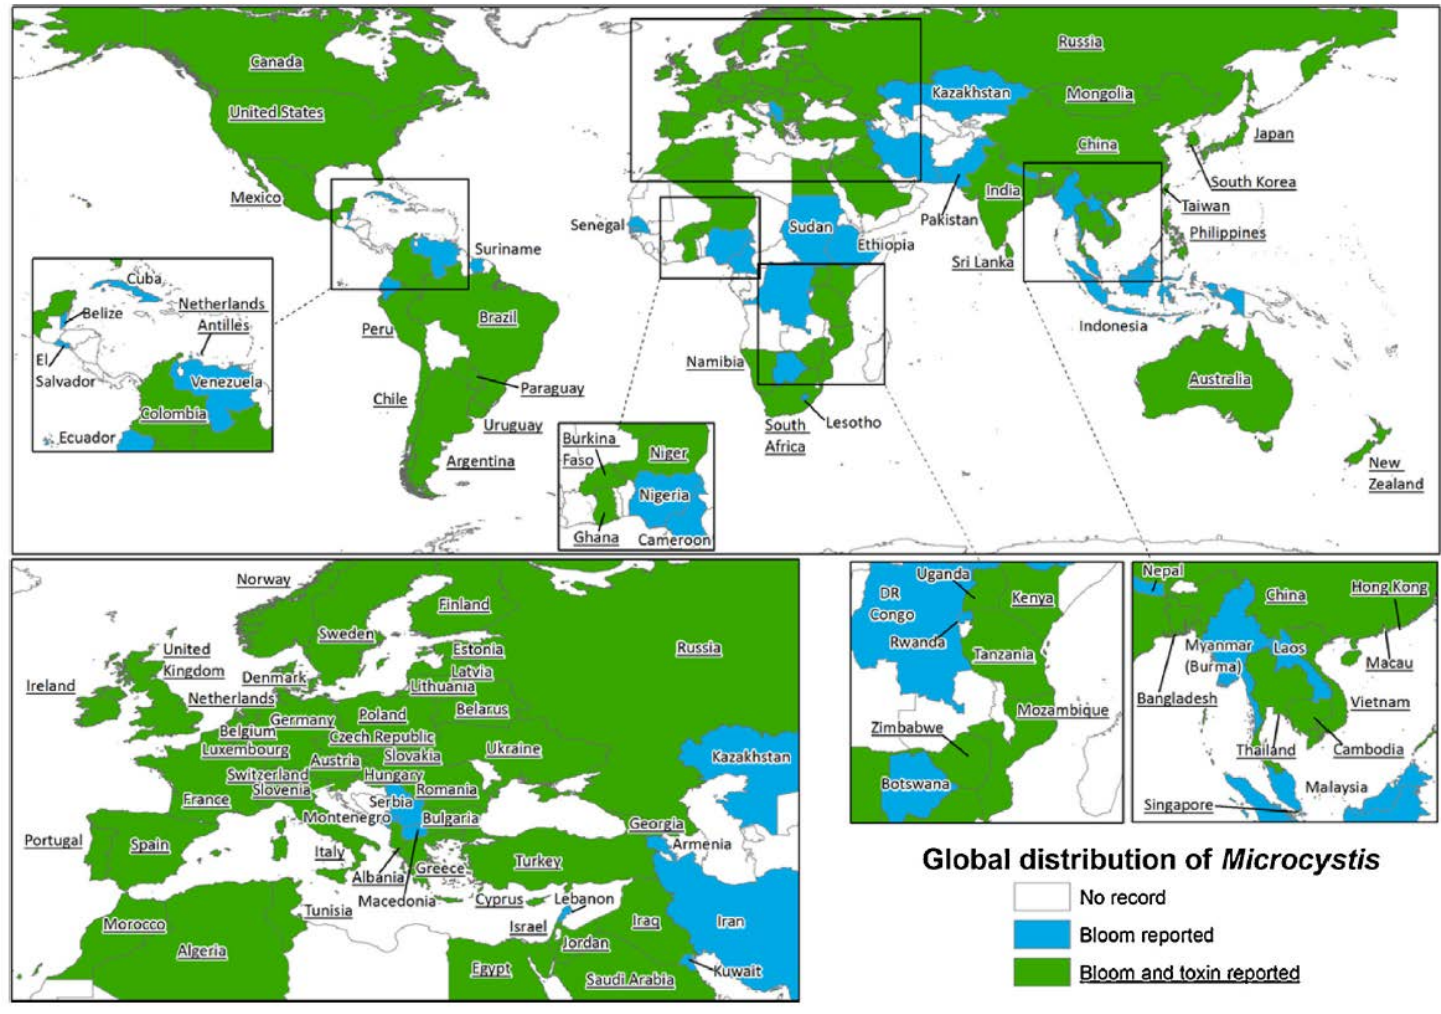 Canada
United States
Mexico
Suriname
Peru
Brazil
Chile
Paraguay
Uruguay
Argentina
Cuba
Netherlands
Antilles
Belize
El
Salvador
Venezuela
Colombia
Ecuador
Russia
Kazakhstan
Mongolia
China
Japan
South Korea
Taiwan
Philippines
India
Pakistan
Sri Lanka
Senegal
Sudan
Ethiopia
Indonesia
Namibia
South
Africa
Lesotho
Australia
New
Zealand
Burkina
Faso
Niger
Nigeria
Ghana
Cameroon
Norway
Finland
Sweden
Russia
United
Kingdom
Estonia
Latvia
Lithuania
Ireland
Denmark
Netherlands
Belarus
Germany
Poland
Belgium
Czech Republic
Luxembourg
Austria
Slovakia
Ukraine
Kazakhstan
Switzerland
Hungary
Slovenia
Romania
France
Serbia
Montenegro
Bulgaria
Georgia
Portugal
Spain
Italy
Armenia
Albania
Greece
Turkey
Macedonia
Cyprus
Lebanon
Tunisia
Israel
Iraq
Iran
Morocco
Algeria
Jordan
Egypt
Saudi Arabia
Kuwait
Uganda
DR
Congo
Kenya
Rwanda
Tanzania
Mozambique
Zimbabwe
Botswana
Nepal
China
Hong Kong
Myanmar
(Burma)
Laos
Macau
Bangladesh
Vietnam
Thailand
Cambodia
Malaysia
Singapore
Global distribution of Microcystis
No record
Bloom reported
Bloom and toxin reported